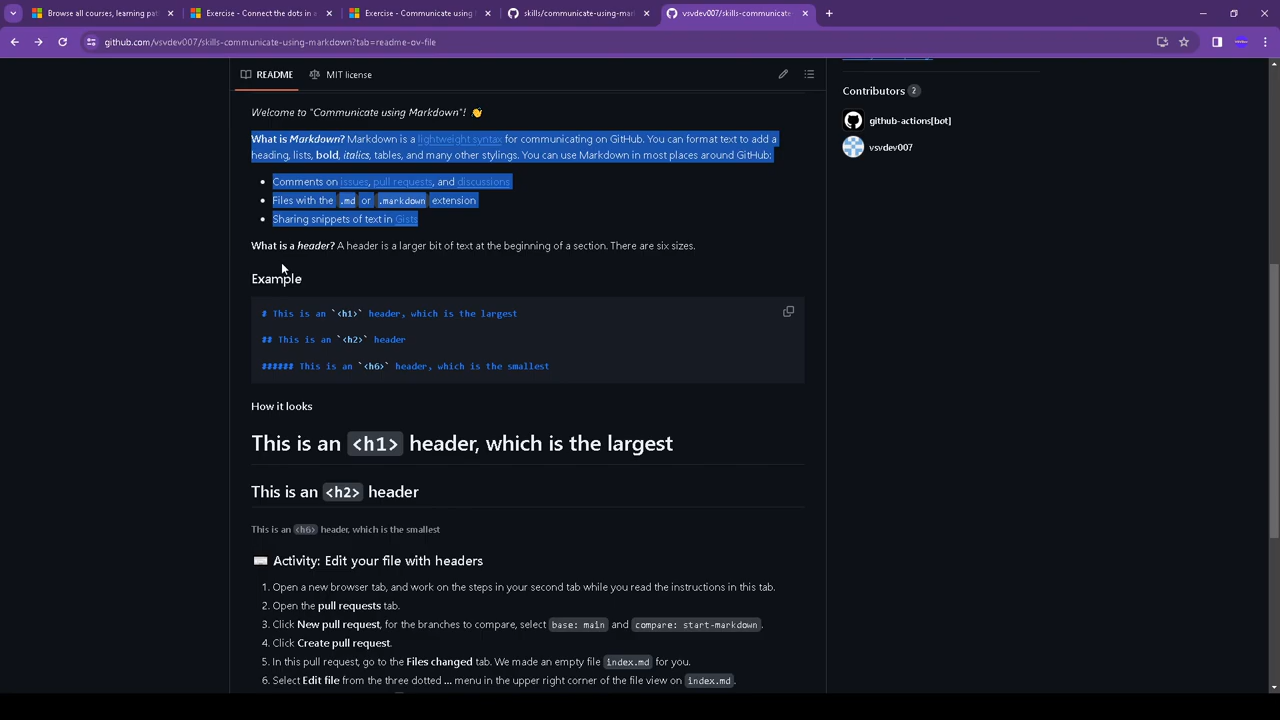 Browse all courses, learning pat
Exercise - Connect the dots in a
Exercise - Communicate using
skills/communicate-using-mar
vsvdev007/skills-communicate
github.com/vsvdev007/skills-communicate-using-markdown?tab=readme-ov-file
README
MIT license
Contributors 2
github-actions[bot]
vsvdev007
Welcome to "Communicate using Markdown"! 👋
What is Markdown? Markdown is a lightweight syntax for communicating on GitHub. You can format text to add a
heading, lists, bold, italics, tables, and many other stylings. You can use Markdown in most places around GitHub:
• Comments on issues, pull requests, and discussions
• Files with the .md or .markdown extension
• Sharing snippets of text in Gists
What is a header? A header is a larger bit of text at the beginning of a section. There are six sizes.
Example
# This is an `<h1>` header, which is the largest
## This is an `<h2>` header
###### This is an `<h6>` header, which is the smallest
How it looks
This is an <h1> header, which is the largest
This is an <h2> header
This is an <h6> header, which is the smallest
Activity: Edit your file with headers
1. Open a new browser tab, and work on the steps in your second tab while you read the instructions in this tab.
2. Open the pull requests tab.
3. Click New pull request, for the branches to compare, select base: main and compare: start-markdown.
4. Click Create pull request.
5. In this pull request, go to the Files changed tab. We made an empty file index.md for you.
6. Select Edit file from the three dotted ... menu in the upper right corner of the file view on index.md.